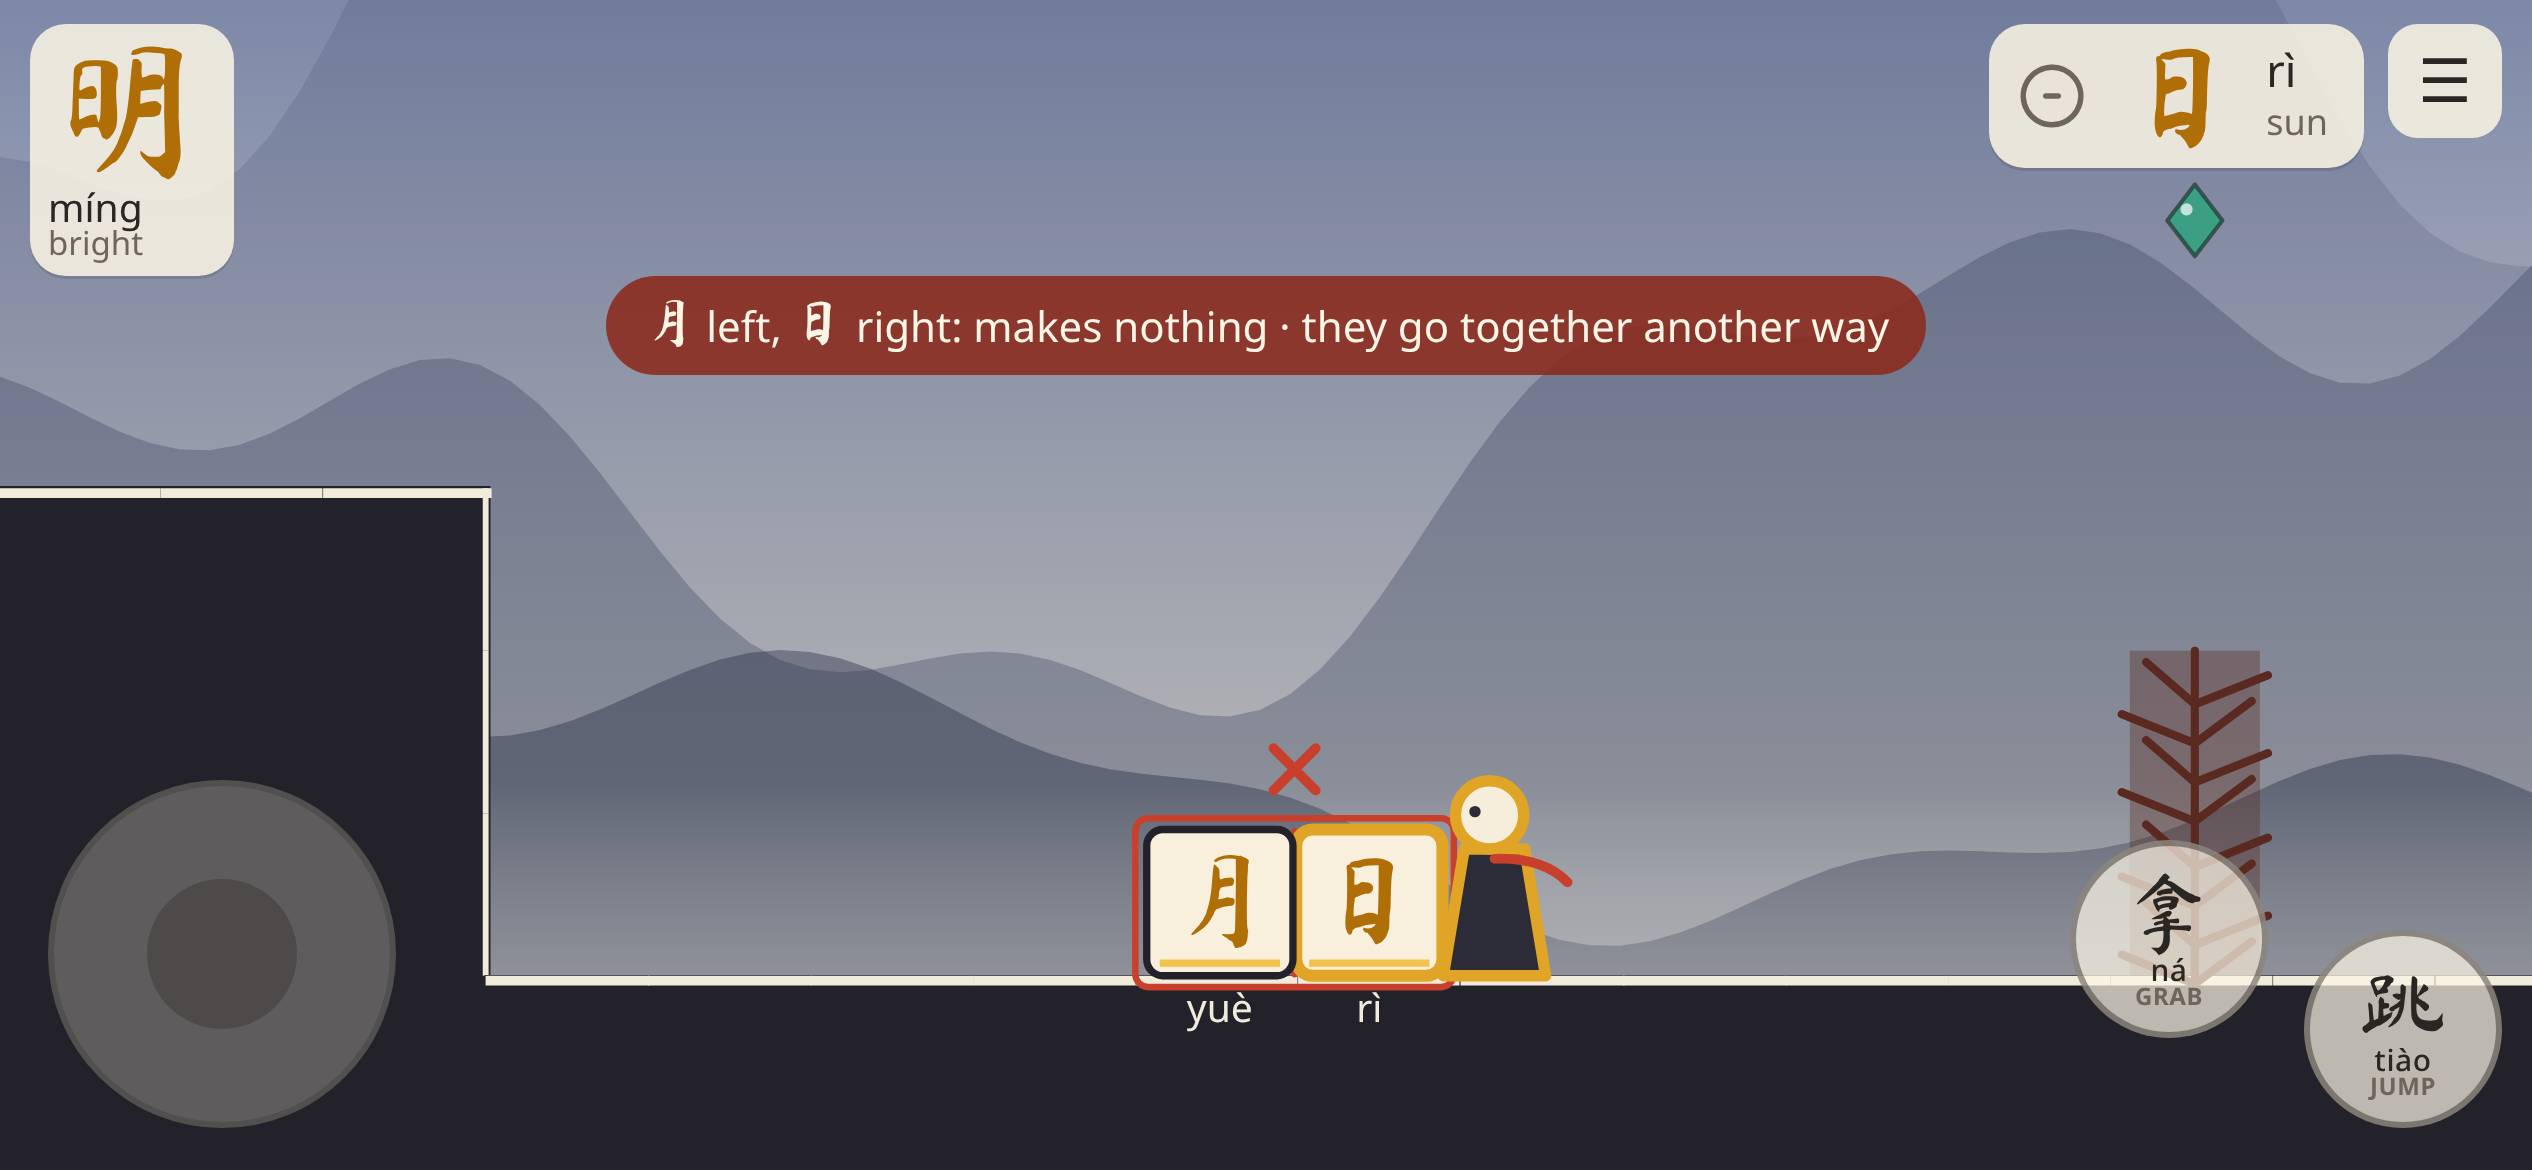 明
míng
bright
日
rì
sun
月 left, 日 right: makes nothing · they go together another way
月 日
yuè rì
拿
ná
GRAB
跳
tiào
JUMP